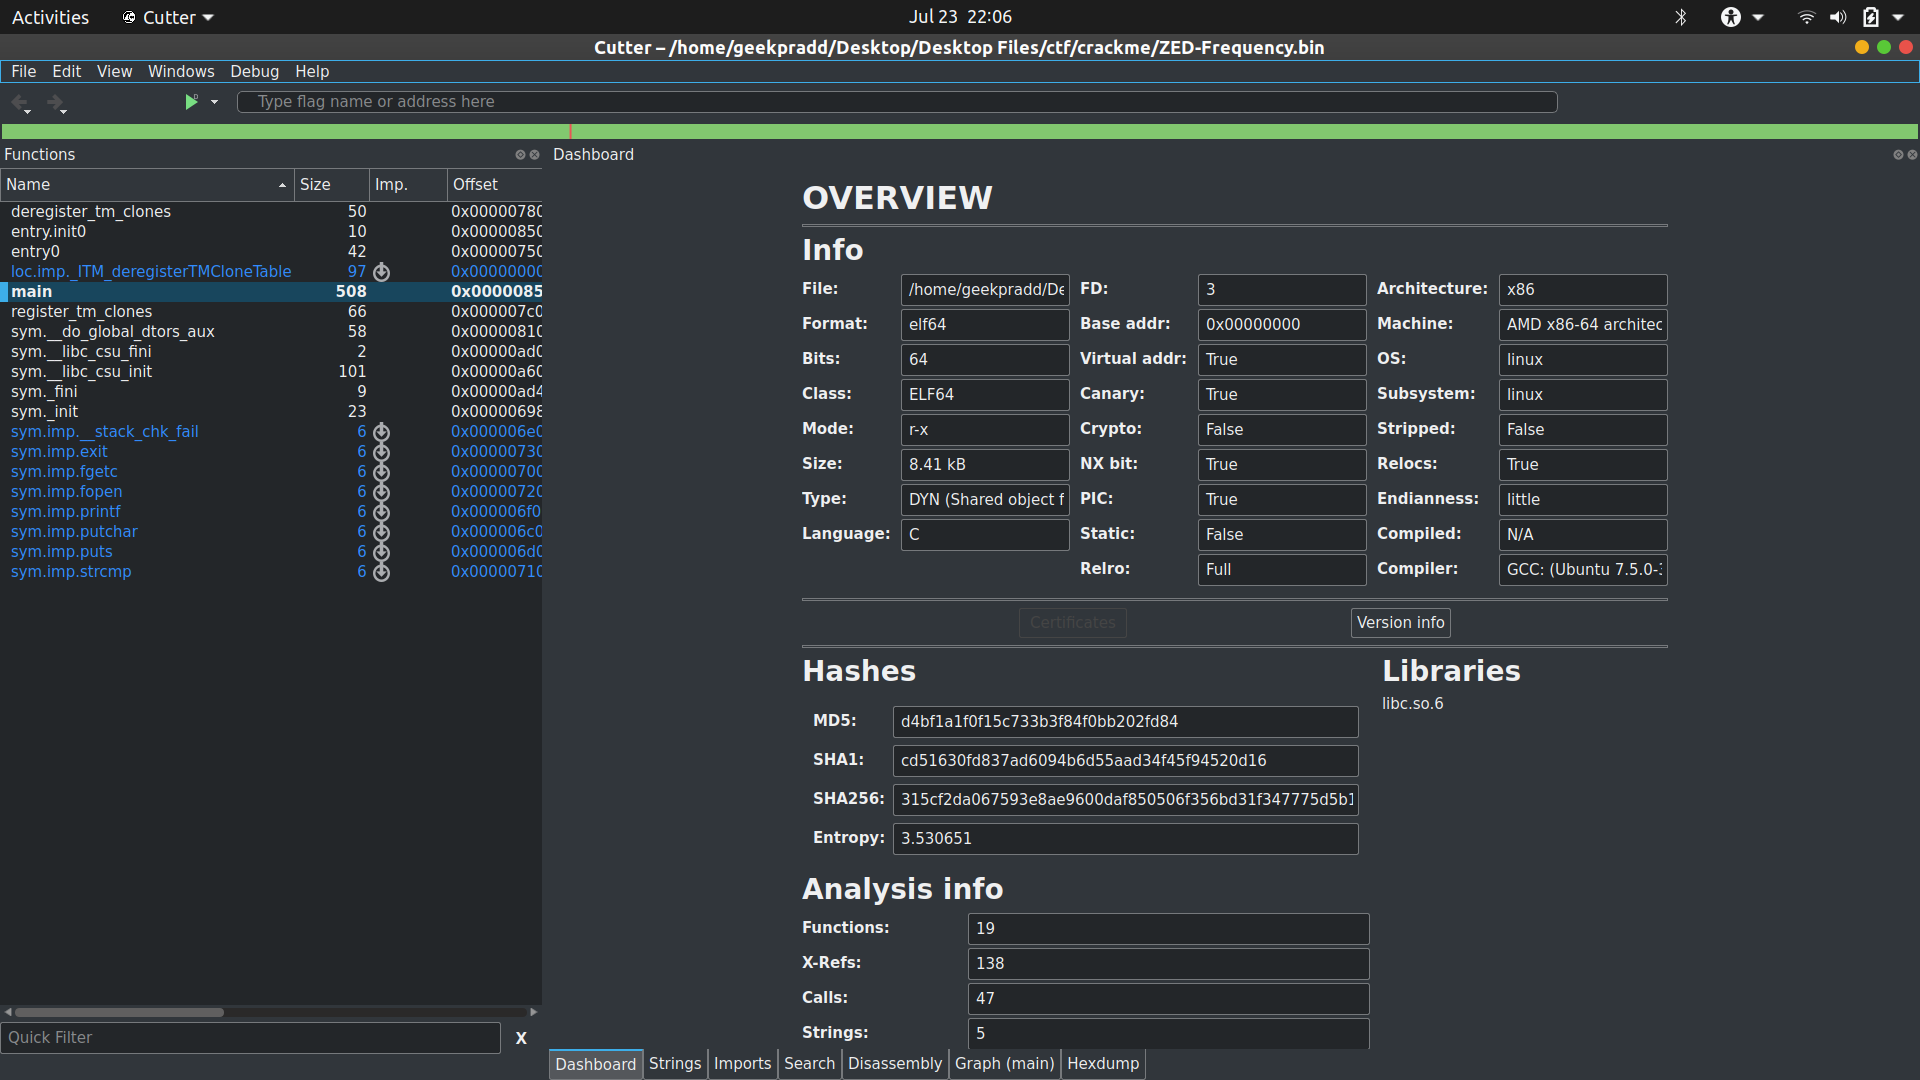 Activities Cutter Jul 23 22:06
Cutter – /home/geekpradd/Desktop/Desktop Files/ctf/crackme/ZED-Frequency.bin
File Edit View Windows Debug Help
Type flag name or address here
Functions
Name Size Imp. Offset
deregister_tm_clones 50 0x00000780
entry.init0 10 0x00000850
entry0 42 0x00000750
loc.imp._ITM_deregisterTMCloneTable 97 0x00000000
main 508 0x0000085
register_tm_clones 66 0x000007c0
sym.__do_global_dtors_aux 58 0x00000810
sym.__libc_csu_fini 2 0x00000ad0
sym.__libc_csu_init 101 0x00000a60
sym._fini 9 0x00000ad4
sym._init 23 0x00000698
sym.imp.__stack_chk_fail 6 0x000006e0
sym.imp.exit 6 0x00000730
sym.imp.fgetc 6 0x00000700
sym.imp.fopen 6 0x00000720
sym.imp.printf 6 0x000006f0
sym.imp.putchar 6 0x000006c0
sym.imp.puts 6 0x000006d0
sym.imp.strcmp 6 0x00000710
Quick Filter X
Dashboard
OVERVIEW
Info
File: /home/geekpradd/De FD: 3 Architecture: x86
Format: elf64 Base addr: 0x00000000 Machine: AMD x86-64 architec
Bits: 64 Virtual addr: True OS: linux
Class: ELF64 Canary: True Subsystem: linux
Mode: r-x Crypto: False Stripped: False
Size: 8.41 kB NX bit: True Relocs: True
Type: DYN (Shared object f PIC: True Endianness: little
Language: C Static: False Compiled: N/A
Relro: Full Compiler: GCC: (Ubuntu 7.5.0-3
Certificates Version info
Hashes
MD5: d4bf1a1f0f15c733b3f84f0bb202fd84
SHA1: cd51630fd837ad6094b6d55aad34f45f94520d16
SHA256: 315cf2da067593e8ae9600daf850506f356bd31f347775d5b1
Entropy: 3.530651
Libraries
libc.so.6
Analysis info
Functions: 19
X-Refs: 138
Calls: 47
Strings: 5
Dashboard Strings Imports Search Disassembly Graph (main) Hexdump